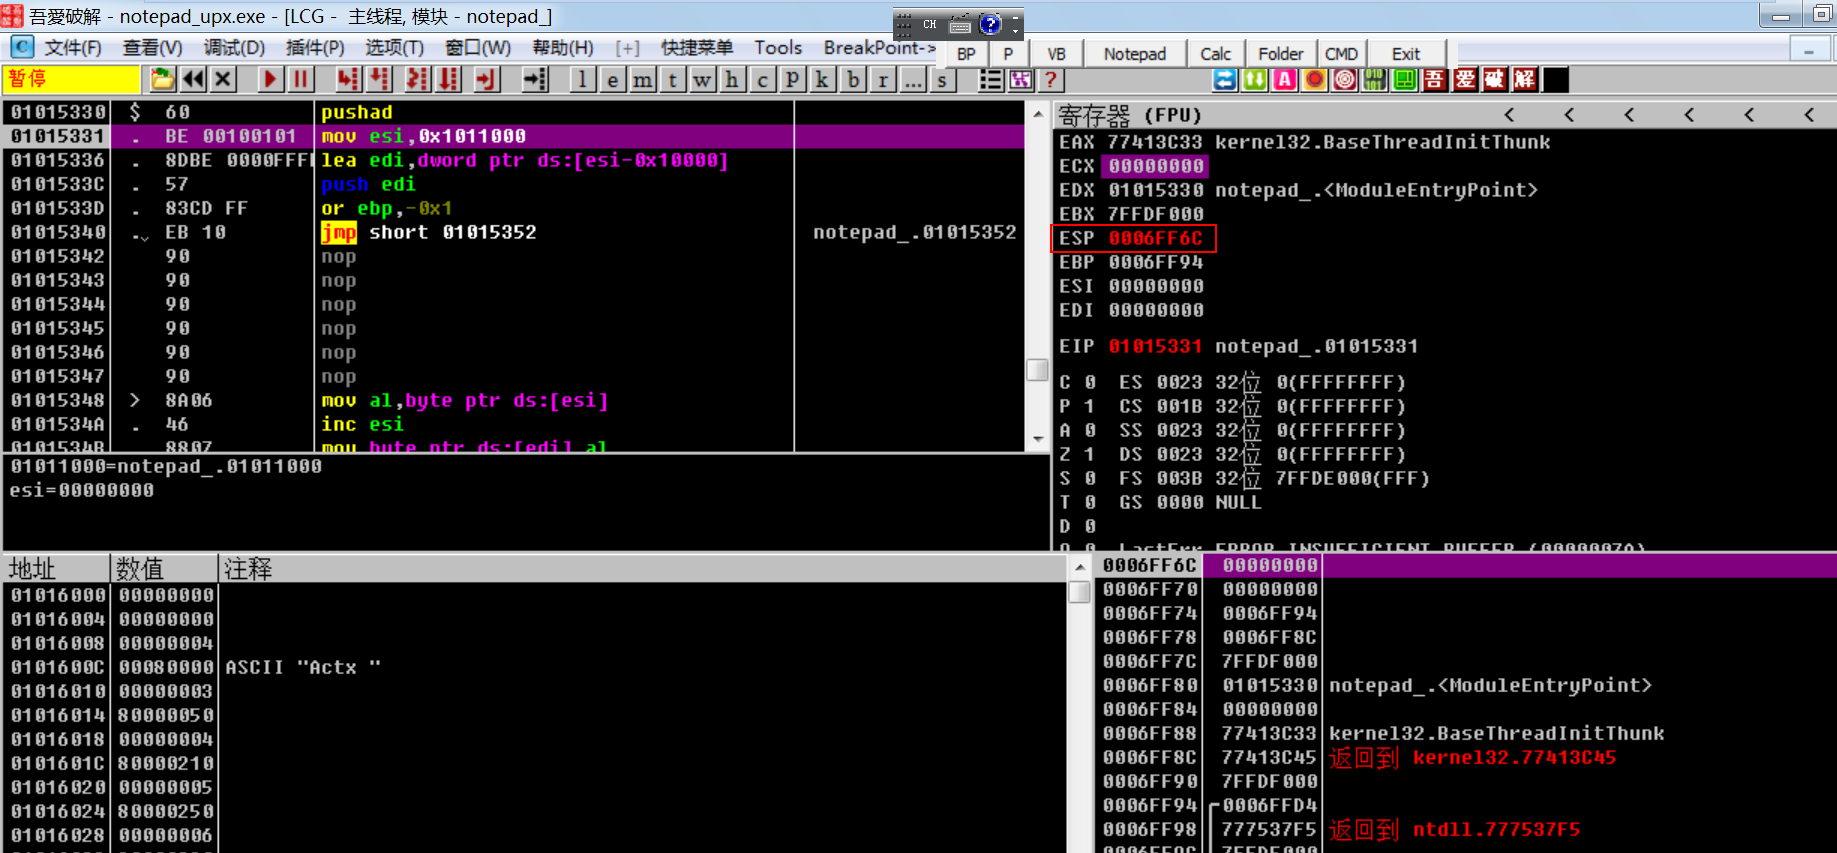 吾愛破解 - notepad_upx.exe - [LCG - 主线程, 模块 - notepad_]
CH
文件(F) 查看(V) 调试(D) 插件(P) 选项(T) 窗口(W) 帮助(H) [+] 快捷菜单 Tools BreakPoint->
BP P VB Notepad Calc Folder CMD Exit
暂停
l e m t w h c p k b r ... s
吾 爱 破 解
01015330 $ 60 pushad
01015331 . BE 00100101 mov esi,0x1011000
01015336 . 8DBE 0000FFF lea edi,dword ptr ds:[esi-0x10000]
0101533C . 57 push edi
0101533D . 83CD FF or ebp,-0x1
01015340 . EB 10 jmp short 01015352 notepad_.01015352
01015342 90 nop
01015343 90 nop
01015344 90 nop
01015345 90 nop
01015346 90 nop
01015347 90 nop
01015348 > 8A06 mov al,byte ptr ds:[esi]
0101534A . 46 inc esi
0101534B . 8807 mov byte ptr ds:[edi],al
01011000=notepad_.01011000
esi=00000000
寄存器 (FPU) < < < < < <
EAX 77413C33 kernel32.BaseThreadInitThunk
ECX 00000000
EDX 01015330 notepad_.<ModuleEntryPoint>
EBX 7FFDF000
ESP 0006FF6C
EBP 0006FF94
ESI 00000000
EDI 00000000
EIP 01015331 notepad_.01015331
C 0 ES 0023 32位 0(FFFFFFFF)
P 1 CS 001B 32位 0(FFFFFFFF)
A 0 SS 0023 32位 0(FFFFFFFF)
Z 1 DS 0023 32位 0(FFFFFFFF)
S 0 FS 003B 32位 7FFDE000(FFF)
T 0 GS 0000 NULL
D 0
O 0 LastErr ERROR_INSUFFICIENT_BUFFER (0000007A)
地址 数值 注释
01016000 00000000
01016004 00000000
01016008 00000004
0101600C 00080000 ASCII "Actx "
01016010 00000003
01016014 80000050
01016018 00000004
0101601C 80000210
01016020 00000005
01016024 80000250
01016028 00000006
0006FF6C 00000000
0006FF70 00000000
0006FF74 0006FF94
0006FF78 0006FF8C
0006FF7C 7FFDF000
0006FF80 01015330 notepad_.<ModuleEntryPoint>
0006FF84 00000000
0006FF88 77413C33 kernel32.BaseThreadInitThunk
0006FF8C 77413C45 返回到 kernel32.77413C45
0006FF90 7FFDF000
0006FF94 0006FFD4
0006FF98 777537F5 返回到 ntdll.777537F5
0006FF9C 7FFDF000